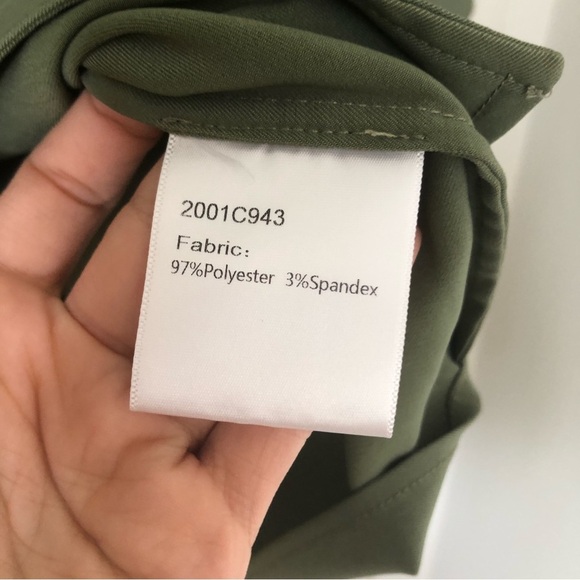 2001C943
Fabric:
97%Polyester 3%Spandex